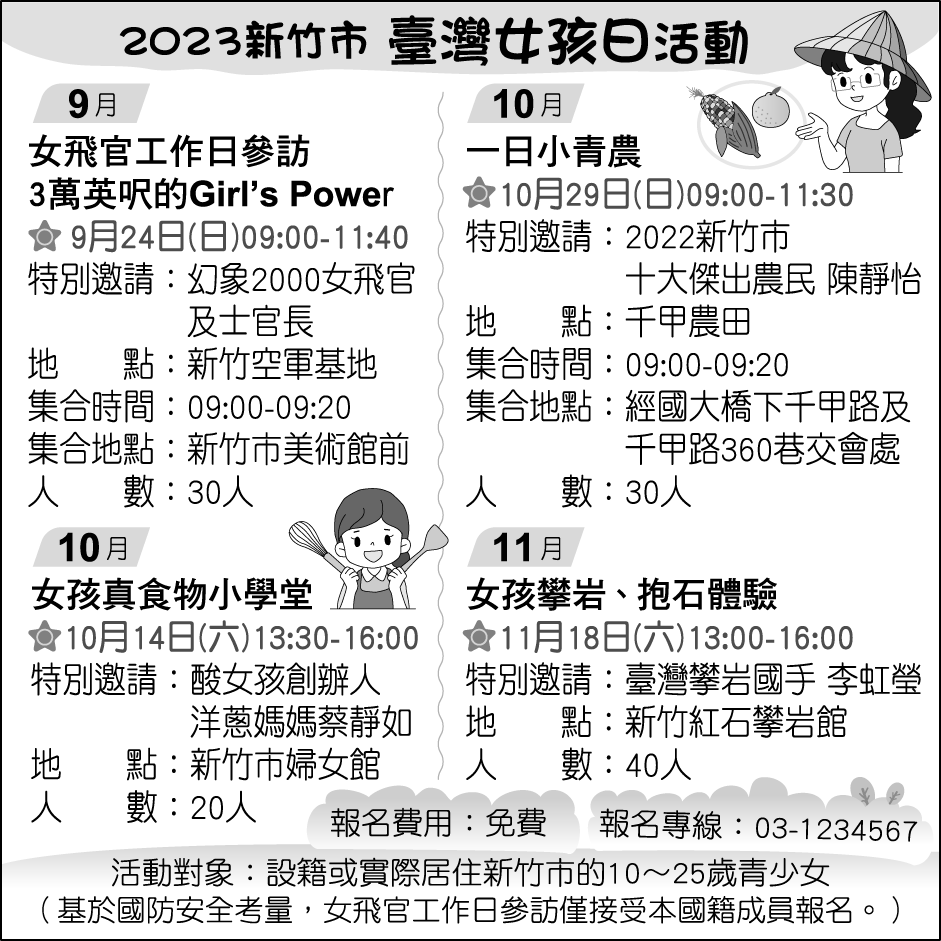 2023新竹市 臺灣女孩日活動
9月
女飛官工作日參訪
3萬英呎的Girl's Power
9月24日(日)09:00-11:40
特別邀請：幻象2000女飛官
及士官長
地　　點：新竹空軍基地
集合時間：09:00-09:20
集合地點：新竹市美術館前
人　　數：30人
10月
一日小青農
10月29日(日)09:00-11:30
特別邀請：2022新竹市
十大傑出農民 陳靜怡
地　　點：千甲農田
集合時間：09:00-09:20
集合地點：經國大橋下千甲路及
千甲路360巷交會處
人　　數：30人
10月
女孩真食物小學堂
10月14日(六)13:30-16:00
特別邀請：酸女孩創辦人
洋蔥媽媽蔡靜如
地　　點：新竹市婦女館
人　　數：20人
11月
女孩攀岩、抱石體驗
11月18日(六)13:00-16:00
特別邀請：臺灣攀岩國手 李虹瑩
地　　點：新竹紅石攀岩館
人　　數：40人
報名費用：免費
報名專線：03-1234567
活動對象：設籍或實際居住新竹市的10～25歲青少女
（基於國防安全考量，女飛官工作日參訪僅接受本國籍成員報名。）